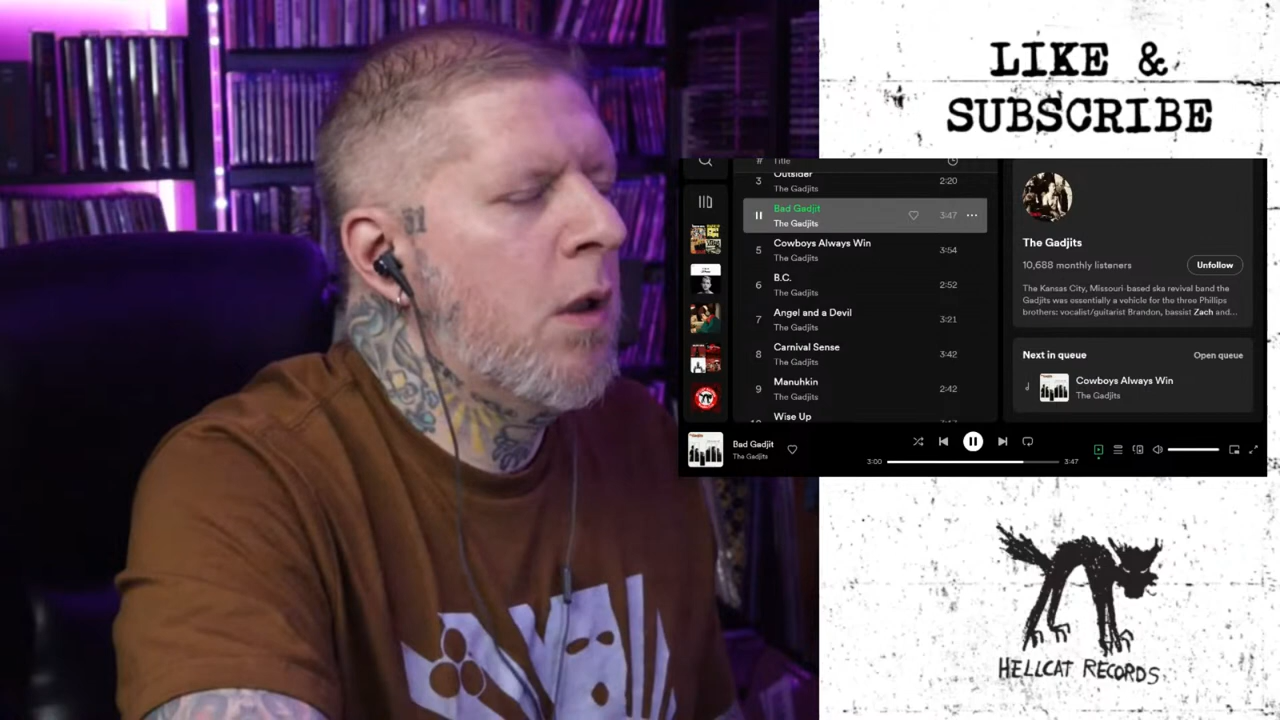 LIKE &
SUBSCRIBE
# Title
3 Outsider 2:20
The Gadjits
Bad Gadjit 3:47
The Gadjits
5 Cowboys Always Win 3:54
The Gadjits
6 B.C. 2:52
The Gadjits
7 Angel and a Devil 3:21
The Gadjits
8 Carnival Sense 3:42
The Gadjits
9 Manuhkin 2:42
The Gadjits
Wise Up
The Gadjits
10,688 monthly listeners Unfollow
The Kansas City, Missouri-based ska revival band the
Gadjits was essentially a vehicle for the three Phillips
brothers: vocalist/guitarist Brandon, bassist Zach and...
Next in queue Open queue
Cowboys Always Win
The Gadjits
Bad Gadjit
The Gadjits
3:00 3:47
HELLCAT RECORDS